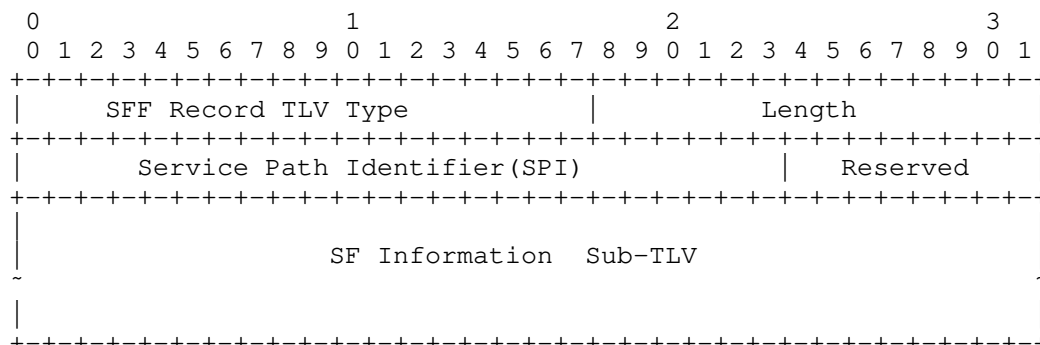 0                   1                   2                   3
 0 1 2 3 4 5 6 7 8 9 0 1 2 3 4 5 6 7 8 9 0 1 2 3 4 5 6 7 8 9 0 1
+-+-+-+-+-+-+-+-+-+-+-+-+-+-+-+-+-+-+-+-+-+-+-+-+-+-+-+-+-+-+-+-
|     SFF Record TLV Type           |          Length
+-+-+-+-+-+-+-+-+-+-+-+-+-+-+-+-+-+-+-+-+-+-+-+-+-+-+-+-+-+-+-+-
|       Service Path Identifier(SPI)            |   Reserved
+-+-+-+-+-+-+-+-+-+-+-+-+-+-+-+-+-+-+-+-+-+-+-+-+-+-+-+-+-+-+-+-
|
|                   SF Information  Sub-TLV
~                                                               ~
|
+-+-+-+-+-+-+-+-+-+-+-+-+-+-+-+-+-+-+-+-+-+-+-+-+-+-+-+-+-+-+-+-